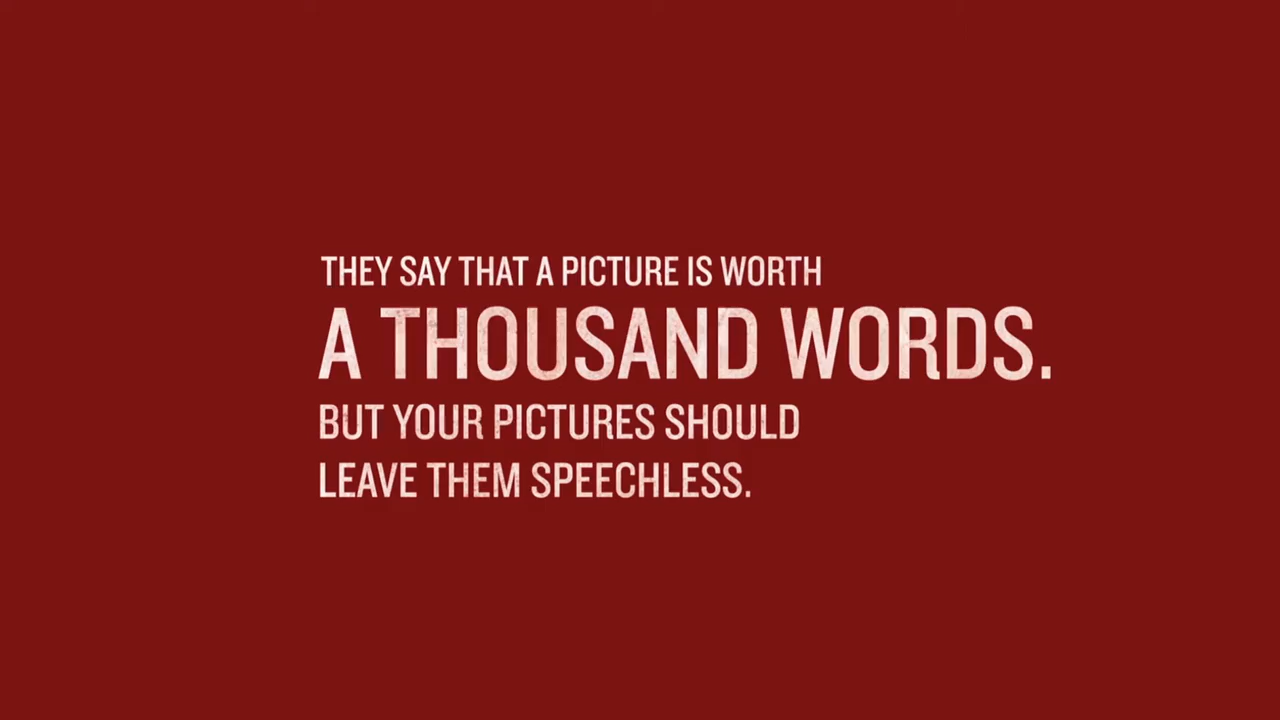 THEY SAY THAT A PICTURE IS WORTH
A THOUSAND WORDS.
BUT YOUR PICTURES SHOULD
LEAVE THEM SPEECHLESS.